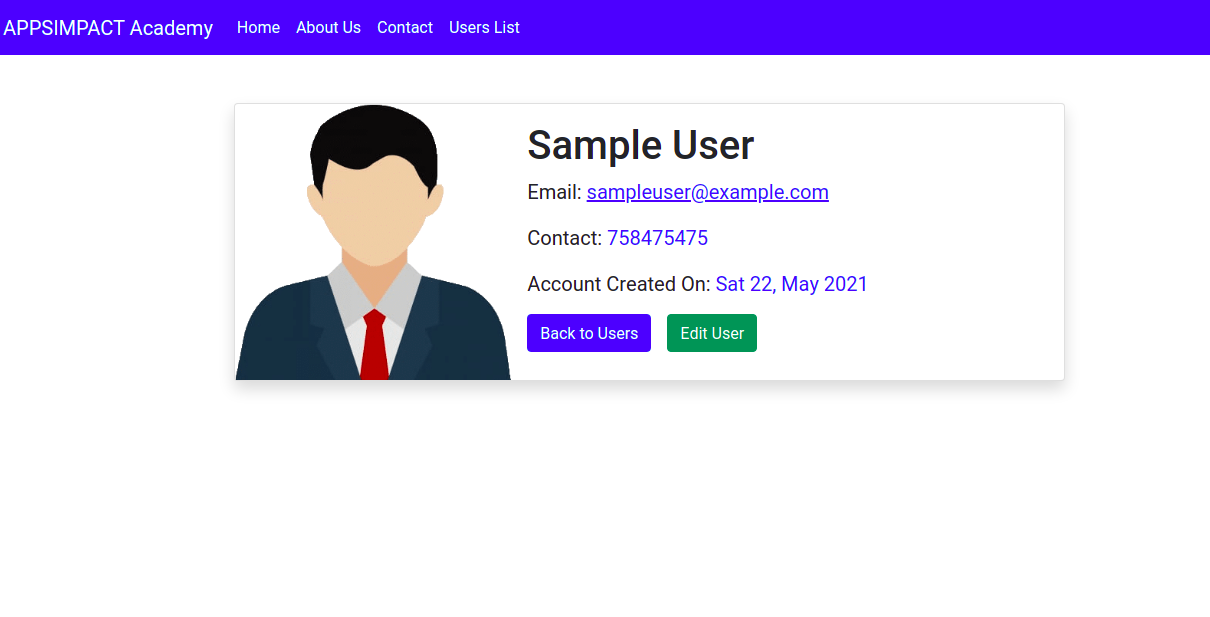 APPSIMPACT Academy Home About Us Contact Users List
Sample User
Email: sampleuser@example.com
Contact: 758475475
Account Created On: Sat 22, May 2021
Back to Users Edit User